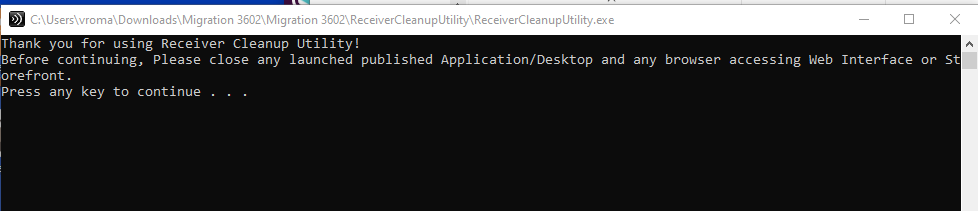 C:\Users\vroma\Downloads\Migration 3602\Migration 3602\ReceiverCleanupUtility\ReceiverCleanupUtility.exe
Thank you for using Receiver Cleanup Utility!
Before continuing, Please close any launched published Application/Desktop and any browser accessing Web Interface or St
orefront.
Press any key to continue . . .